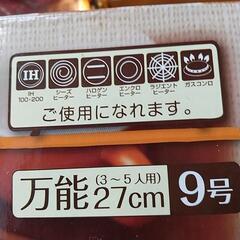 IH
IH シーズ ハロゲン エンクロ ラジエント ガスコンロ
100-200 ヒーター ヒーター ヒーター ヒーター
ご使用になれます。
万能 (3～5人用) 27cm 9号